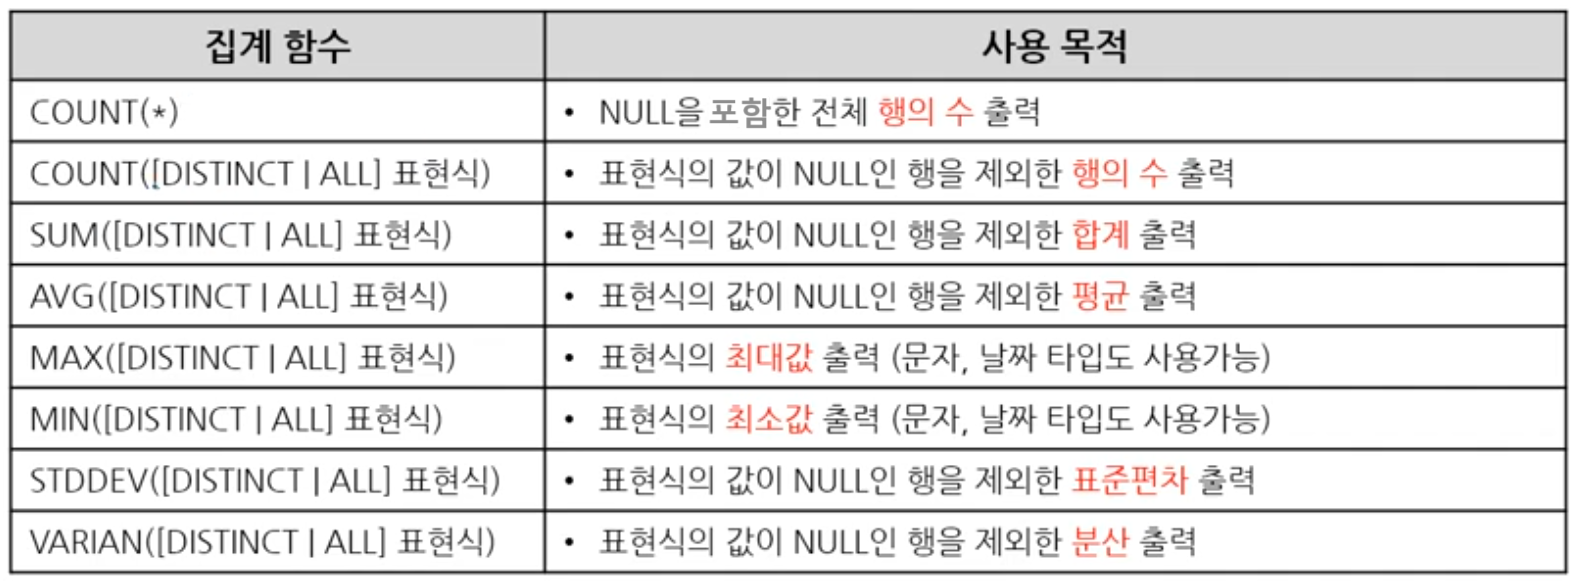 집계 함수 사용 목적
COUNT(*) • NULL을 포함한 전체 행의 수 출력
COUNT([DISTINCT | ALL] 표현식) • 표현식의 값이 NULL인 행을 제외한 행의 수 출력
SUM([DISTINCT | ALL] 표현식) • 표현식의 값이 NULL인 행을 제외한 합계 출력
AVG([DISTINCT | ALL] 표현식) • 표현식의 값이 NULL인 행을 제외한 평균 출력
MAX([DISTINCT | ALL] 표현식) • 표현식의 최대값 출력 (문자, 날짜 타입도 사용가능)
MIN([DISTINCT | ALL] 표현식) • 표현식의 최소값 출력 (문자, 날짜 타입도 사용가능)
STDDEV([DISTINCT | ALL] 표현식) • 표현식의 값이 NULL인 행을 제외한 표준편차 출력
VARIAN([DISTINCT | ALL] 표현식) • 표현식의 값이 NULL인 행을 제외한 분산 출력